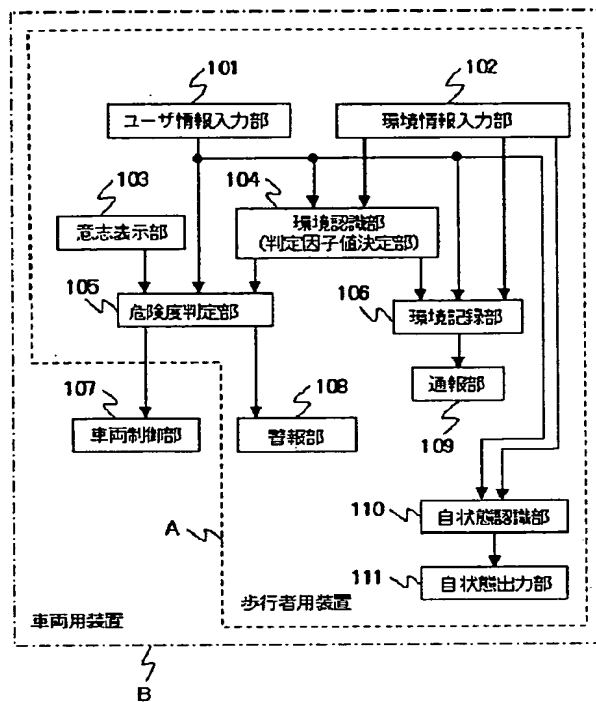 101
102
ユーザ情報入力部
環境情報入力部
103
104
意志表示部
環境認識部
(判定因子値決定部)
105
106
危険度判定部
環境記録部
107
108
通報部
車両制御部
警報部
109
A
110
自状態認識部
111
自状態出力部
車両用装置
歩行者用装置
B